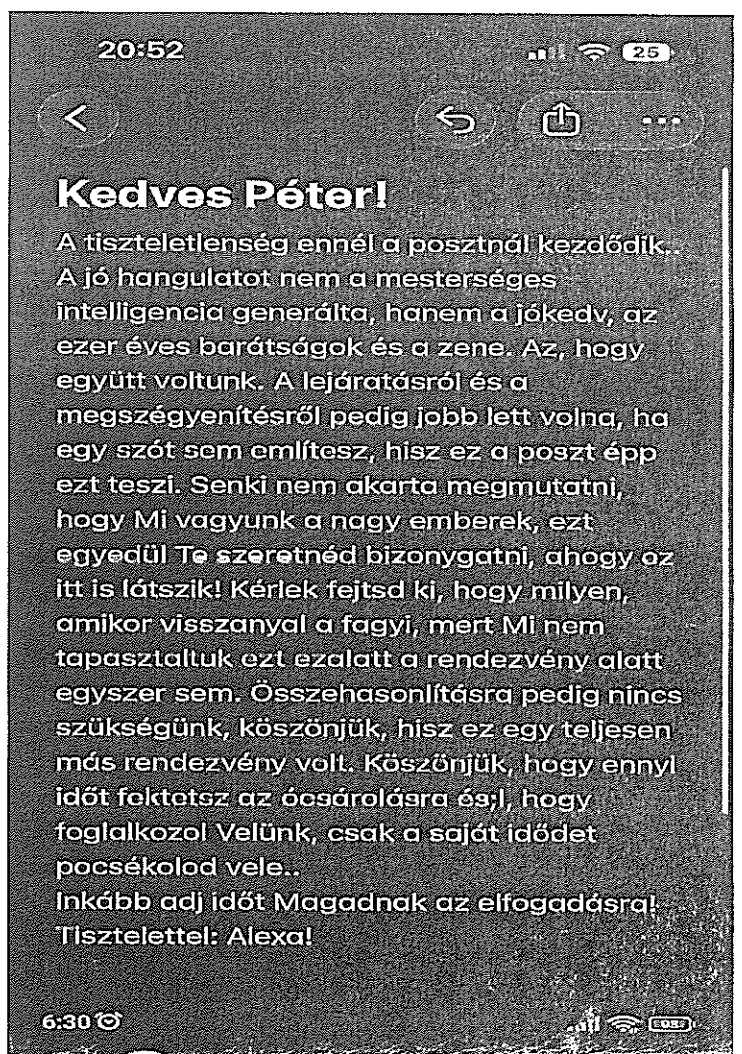 20:52
25
Kedves Péter!
A tiszteletlenség ennél a posztnál kezdődik..
A jó hangulatot nem a mesterséges
intelligencia generálta, hanem a jókedv, az
ezer éves barátságok és a zene. Az, hogy
együtt voltunk. A lejáratásról és a
megszégyenítésről pedig jobb lett volna, ha
egy szót sem említesz, hisz ez a poszt épp
ezt teszi. Senki nem akarta megmutatni,
hogy Mi vagyunk a nagy emberek, ezt
egyedül Te szeretnéd bizonygatni, ahogy ez
itt is látszik! Kérlek fejtsd ki, hogy milyen,
amikor visszanyal a fagyi, mert Mi nem
tapasztaltuk ezt ezalatt a rendezvény alatt
egyszer sem. Összehasonlításra pedig nincs
szükségünk, köszönjük, hisz ez egy teljesen
más rendezvény volt. Köszönjük, hogy ennyi
időt fektetsz az ócsárolásra és;l, hogy
foglalkozol Velünk, csak a saját idődet
pocsékolod vele..
Inkább adj időt Magadnak az elfogadásra!
Tisztelettel: Alexa!
6:30